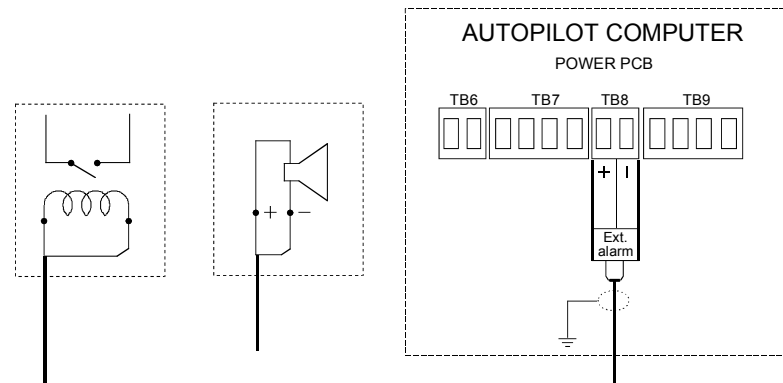 AUTOPILOT COMPUTER
POWER PCB
TB6 TB7 TB8 TB9
+ −
+ −
Ext.
alarm